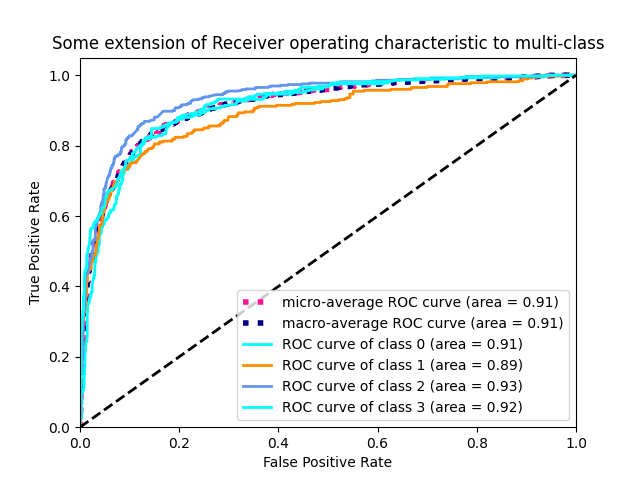 Some extension of Receiver operating characteristic to multi-class
1.0
0.8
0.6
0.4
0.2
0.0
True Positive Rate
micro-average ROC curve (area = 0.91)
macro-average ROC curve (area = 0.91)
ROC curve of class 0 (area = 0.91)
ROC curve of class 1 (area = 0.89)
ROC curve of class 2 (area = 0.93)
ROC curve of class 3 (area = 0.92)
0.0 0.2 0.4 0.6 0.8 1.0
False Positive Rate